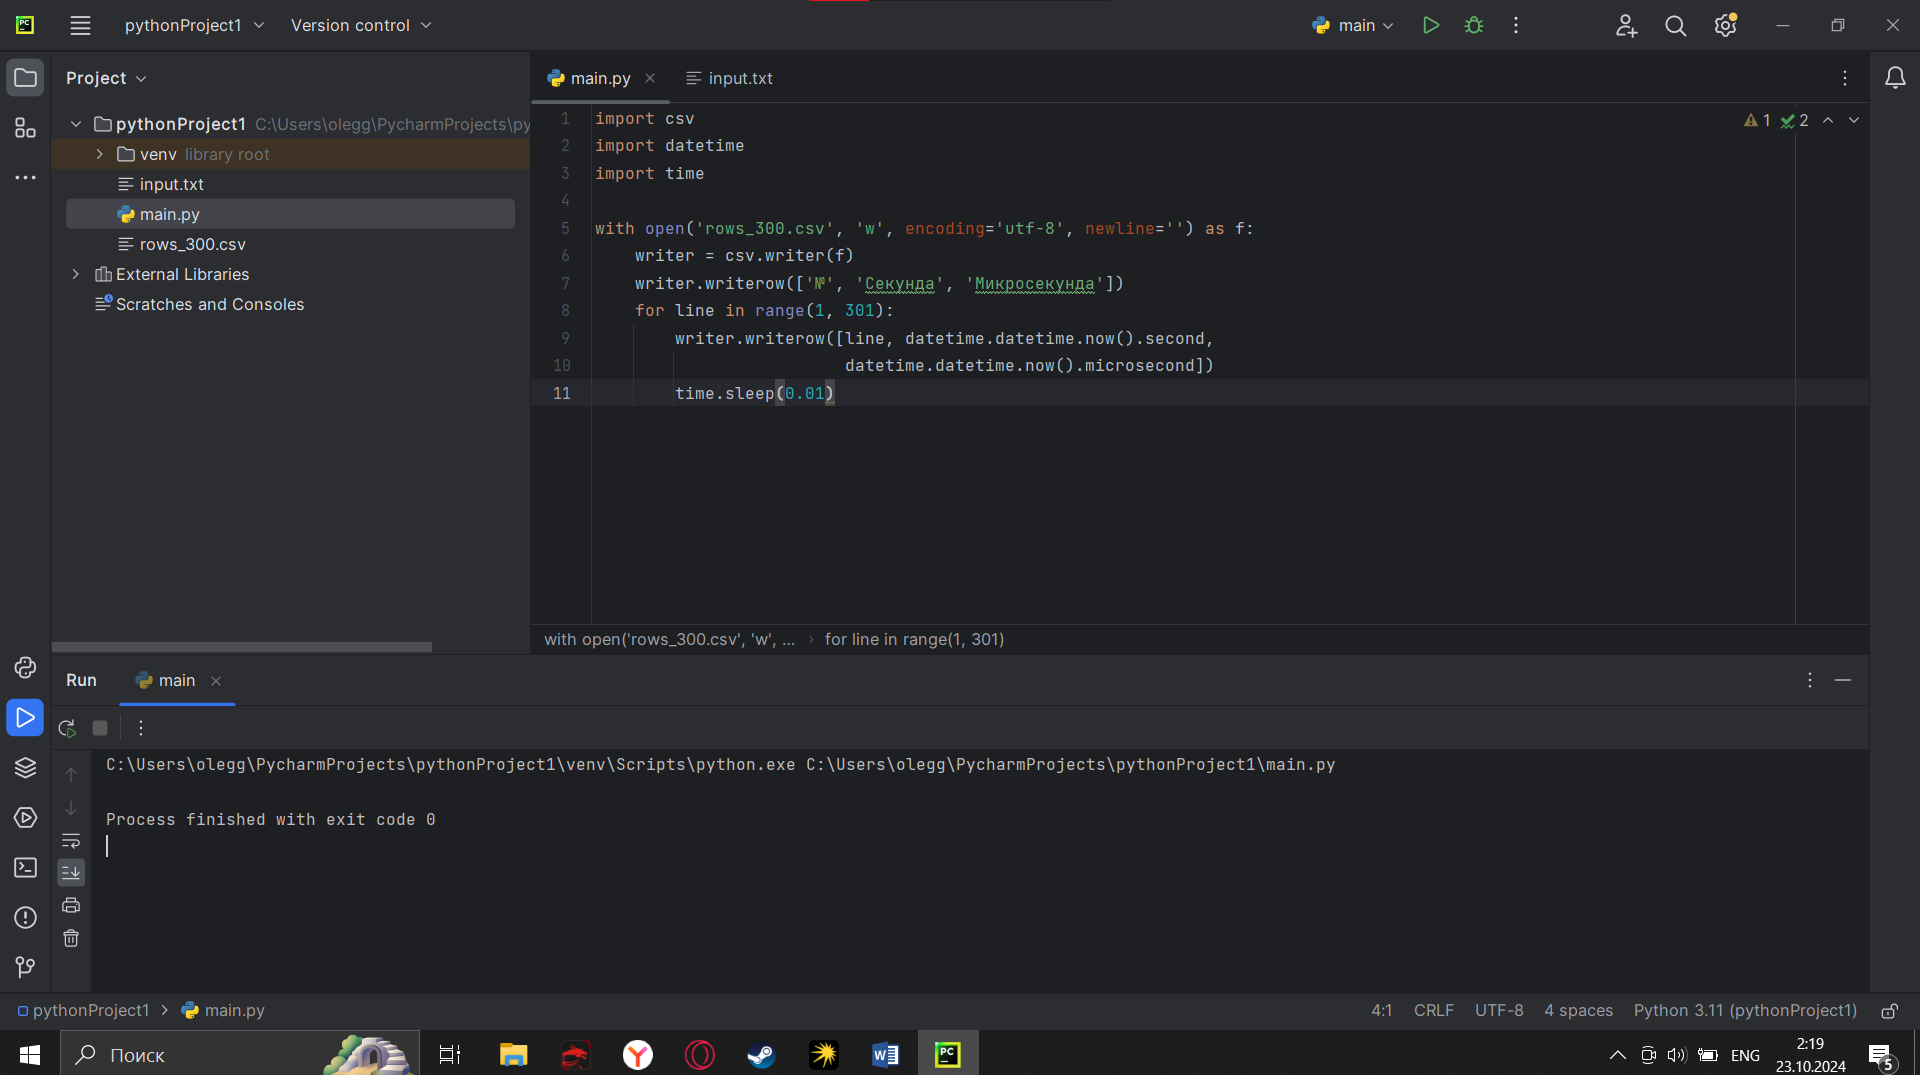 pythonProject1
Version control
main
Project
pythonProject1 C:\Users\olegg\PycharmProjects\py
venv library root
input.txt
main.py
rows_300.csv
External Libraries
Scratches and Consoles
main.py
input.txt
1 import csv
2 import datetime
3 import time
4
5 with open('rows_300.csv', 'w', encoding='utf-8', newline='') as f:
6 writer = csv.writer(f)
7 writer.writerow(['№', 'Секунда', 'Микросекунда'])
8 for line in range(1, 301):
9 writer.writerow([line, datetime.datetime.now().second,
10 datetime.datetime.now().microsecond])
11 time.sleep(0.01)
1 2
with open('rows_300.csv', 'w', ... › for line in range(1, 301)
Run
main
C:\Users\olegg\PycharmProjects\pythonProject1\venv\Scripts\python.exe C:\Users\olegg\PycharmProjects\pythonProject1\main.py
Process finished with exit code 0
pythonProject1 > main.py
4:1 CRLF UTF-8 4 spaces Python 3.11 (pythonProject1)
Поиск
ENG
2:19
23.10.2024
5